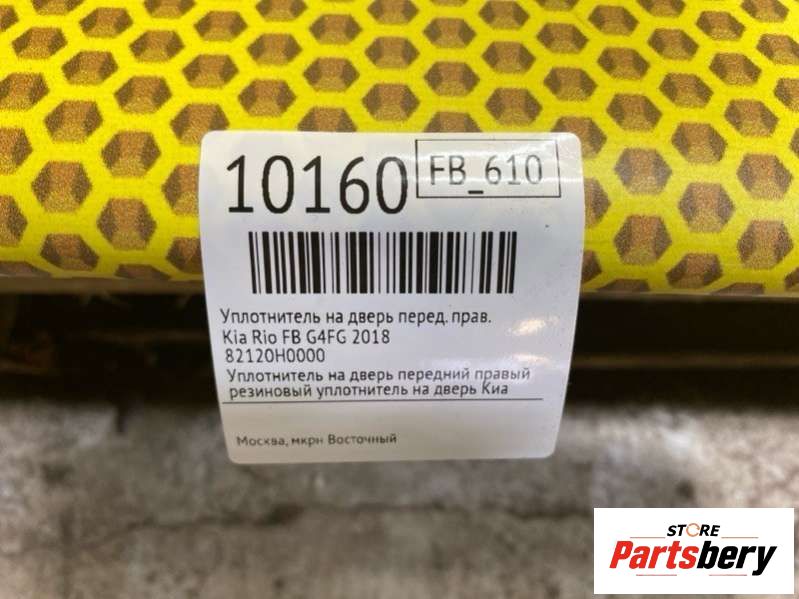 10160 FB_610
Уплотнитель на дверь перед. прав.
Kia Rio FB G4FG 2018
82120H0000
Уплотнитель на дверь передний правый
резиновый уплотнитель на дверь Киа
Москва, мкрн Восточный
STORE
Partsbery